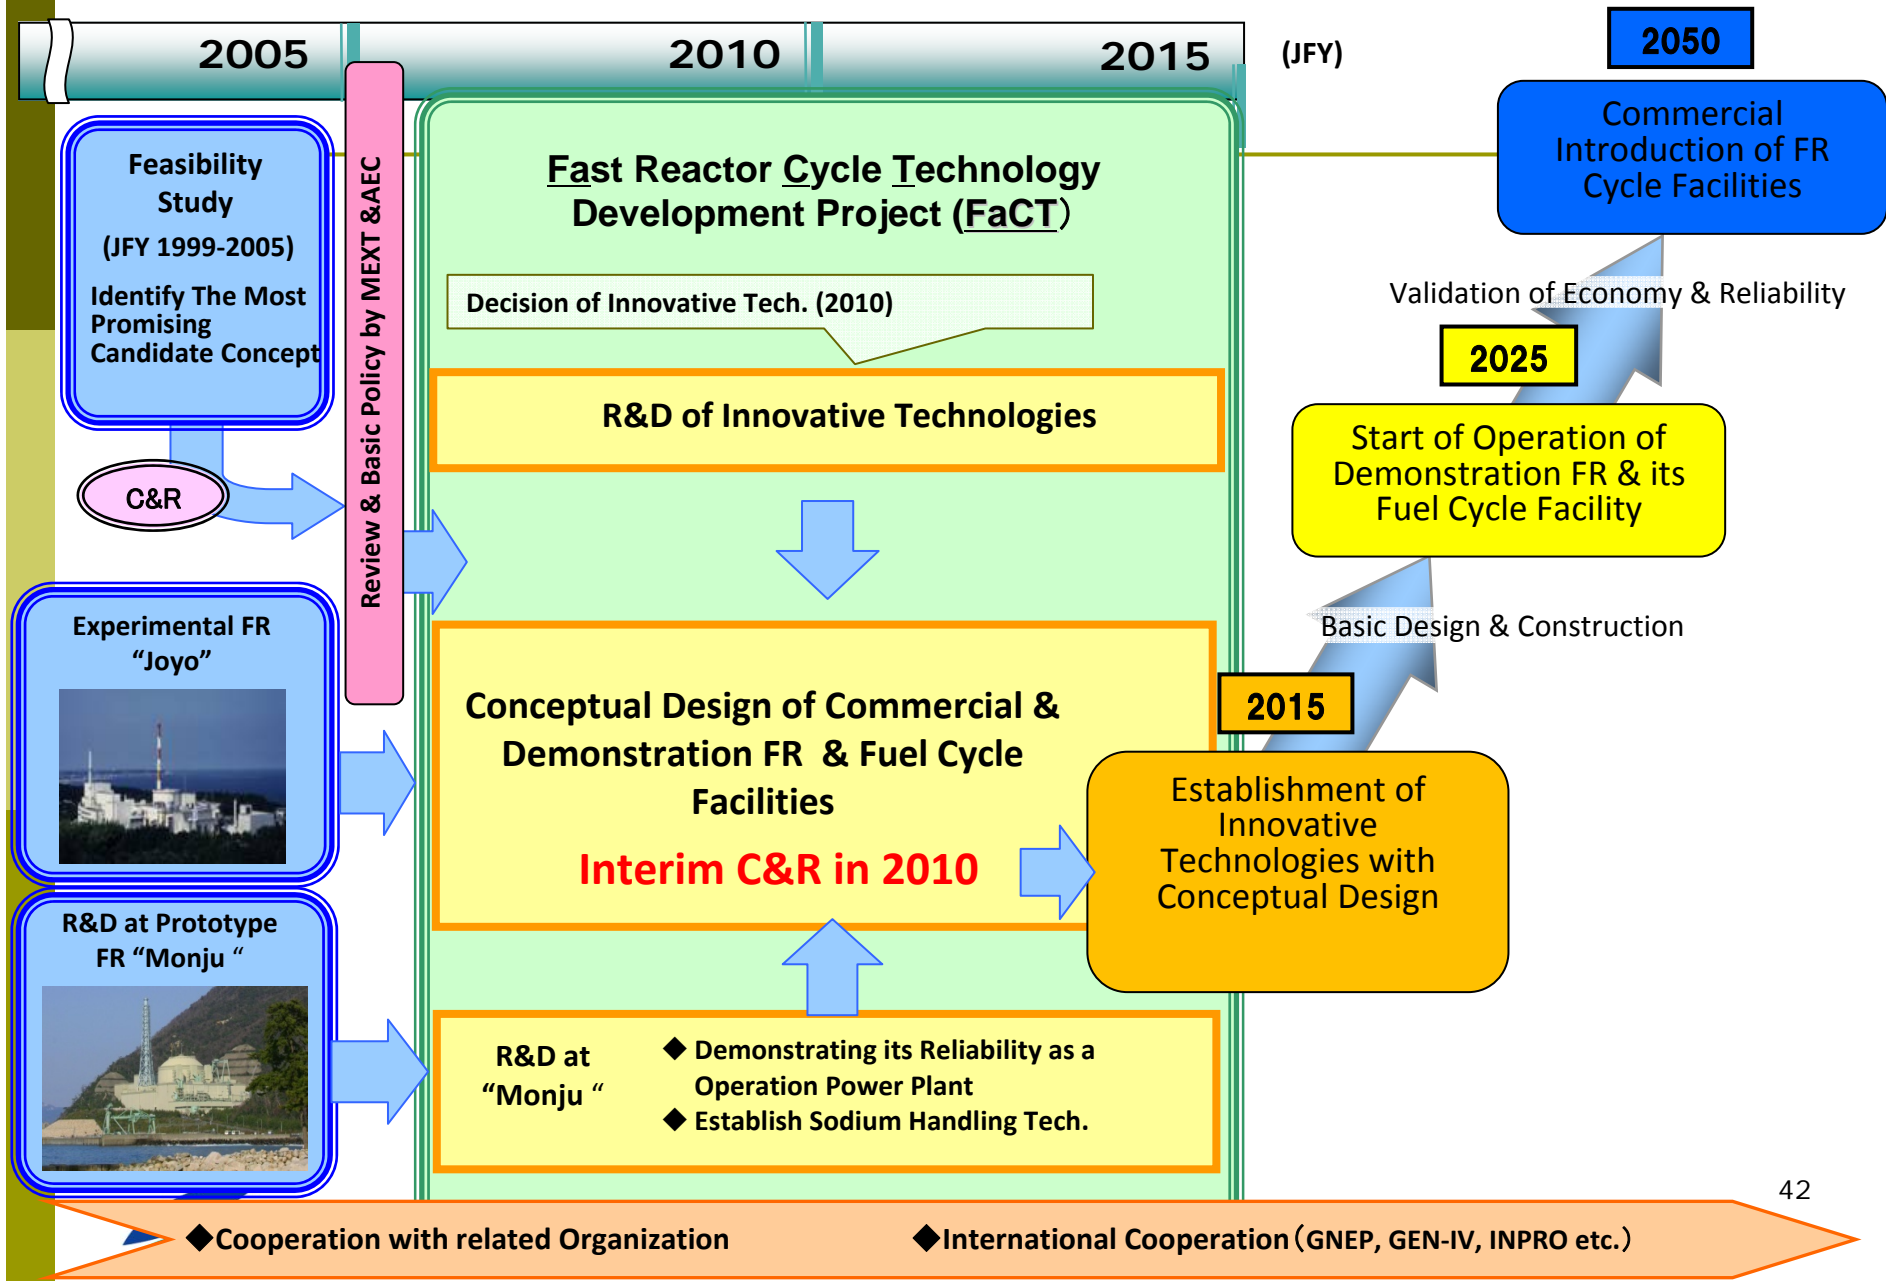 2005
2010
2015
(JFY)
2050
Commercial
Introduction of FR
Cycle Facilities
Feasibility
Study
(JFY 1999-2005)
Identify The Most
Promising
Candidate Concept
C&R
Review & Basic Policy by MEXT &AEC
Fast Reactor Cycle Technology
Development Project (FaCT)
Decision of Innovative Tech. (2010)
R&D of Innovative Technologies
Validation of Economy & Reliability
2025
Start of Operation of
Demonstration FR & its
Fuel Cycle Facility
Basic Design & Construction
Experimental FR
“Joyo”
Conceptual Design of Commercial &
Demonstration FR & Fuel Cycle
Facilities
Interim C&R in 2010
2015
Establishment of
Innovative
Technologies with
Conceptual Design
R&D at Prototype
FR “Monju “
R&D at
“Monju “
◆ Demonstrating its Reliability as a
Operation Power Plant
◆ Establish Sodium Handling Tech.
42
◆Cooperation with related Organization
◆International Cooperation（GNEP, GEN-IV, INPRO etc.）